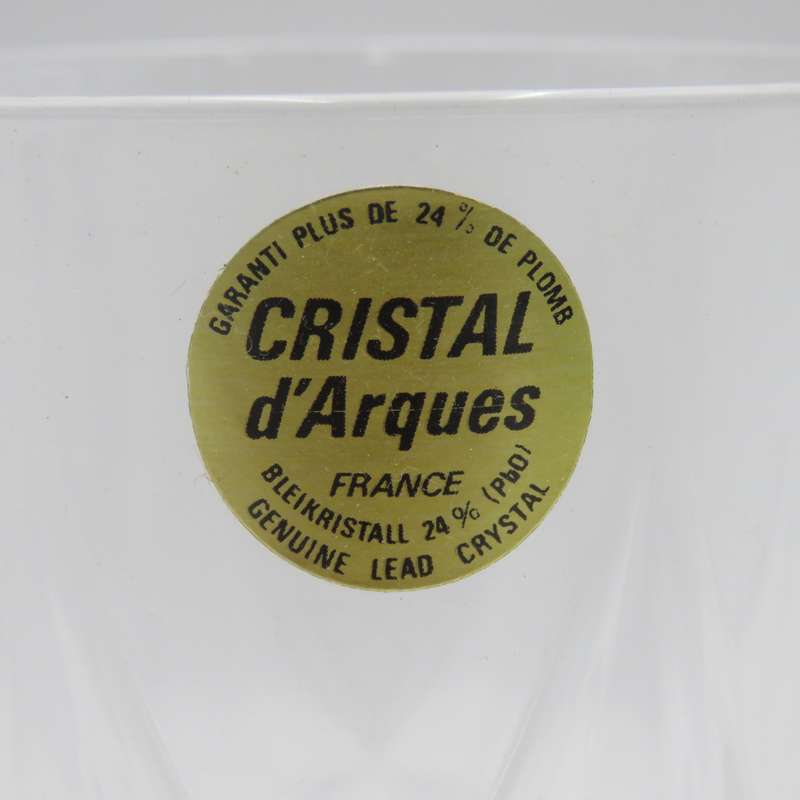 GARANTI PLUS DE 24 % DE PLOMB
CRISTAL
d'Arques
FRANCE
BLEIKRISTALL 24% (PbO)
GENUINE LEAD CRYSTAL